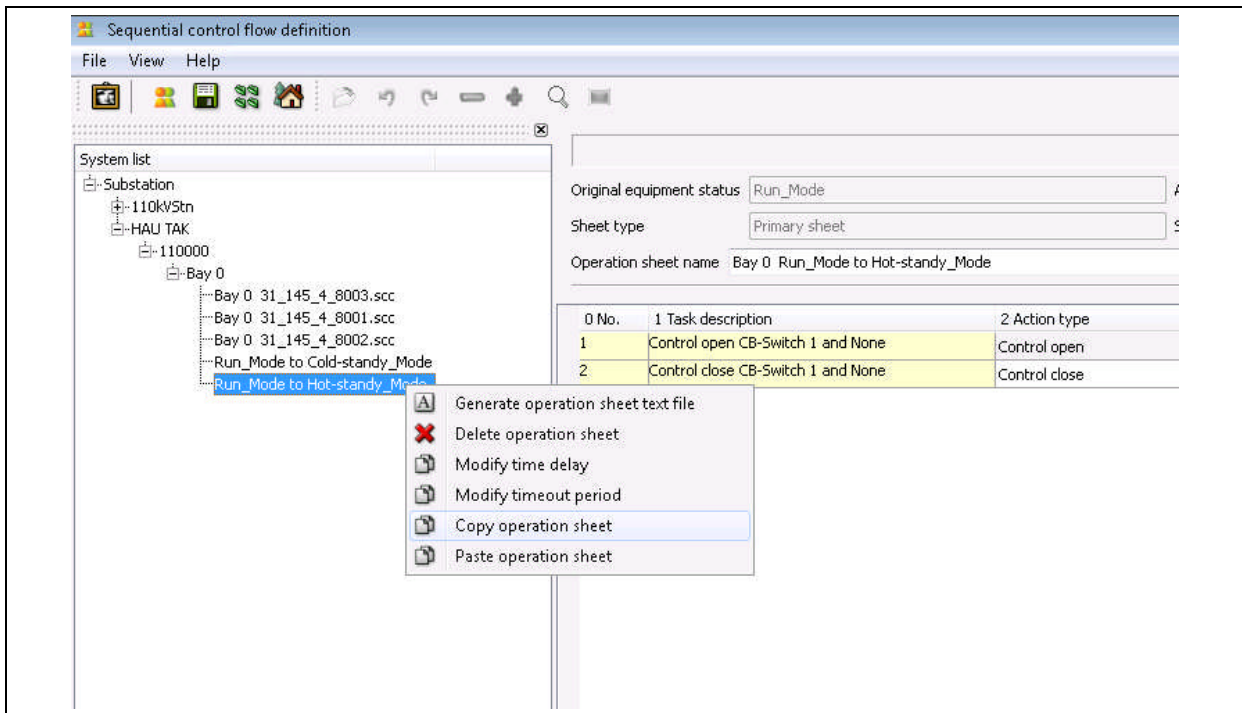 Sequential control flow definition
File View Help
System list
Substation
110kVStn
HAU TAK
110000
Bay 0
Bay 0 31_145_4_8003.scc
Bay 0 31_145_4_8001.scc
Bay 0 31_145_4_8002.scc
Run_Mode to Cold-standy_Mode
Run_Mode to Hot-standy_Mode
A Generate operation sheet text file
Delete operation sheet
Modify time delay
Modify timeout period
Copy operation sheet
Paste operation sheet
Original equipment status Run_Mode
Sheet type Primary sheet
Operation sheet name Bay 0 Run_Mode to Hot-standy_Mode
0 No. 1 Task description 2 Action type
1 Control open CB-Switch 1 and None Control open
2 Control close CB-Switch 1 and None Control close